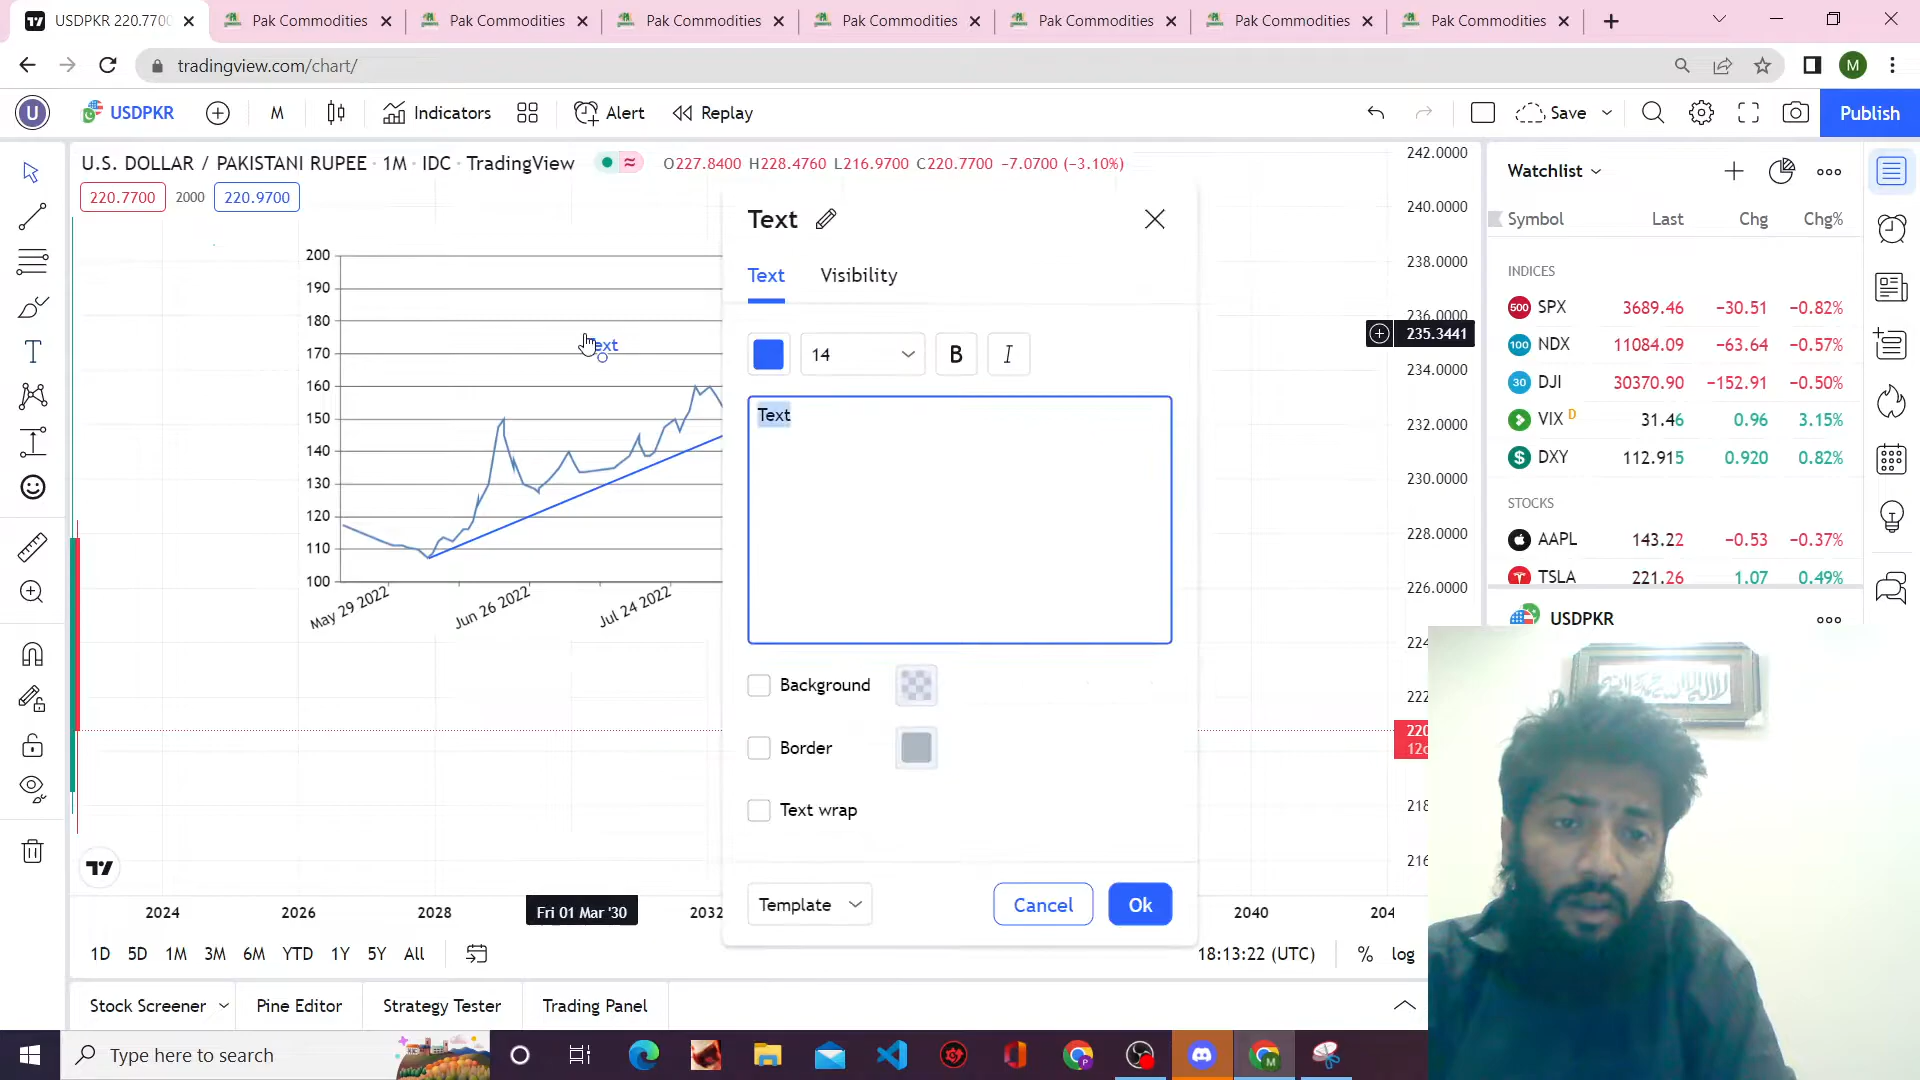 USDPKR 220.770
Pak Commodities
Pak Commodities
Pak Commodities
Pak Commodities
Pak Commodities
Pak Commodities
Pak Commodities
tradingview.com/chart/
M
U
USDPKR
M
Indicators
Alert
Replay
Save
Publish
U.S. DOLLAR / PAKISTANI RUPEE · 1M · IDC · TradingView
O227.8400 H228.4760 L216.9700 C220.7700 −7.0700 (−3.10%)
220.7700
2000
220.9700
200
190
180
170
160
150
140
130
120
110
100
May 29 2022
Jun 26 2022
Jul 24 2022
Text
Text
Visibility
14
B
I
Text
Background
Border
Text wrap
Template
Cancel
Ok
242.0000
240.0000
238.0000
236.0000
235.3441
234.0000
232.0000
230.0000
228.0000
226.0000
224
222
220
218
216
2024
2026
2028
Fri 01 Mar '30
2032
2040
204
1D
5D
1M
3M
6M
YTD
1Y
5Y
All
18:13:22 (UTC)
%
log
Stock Screener
Pine Editor
Strategy Tester
Trading Panel
Watchlist
Symbol Last Chg Chg%
INDICES
500 SPX 3689.46 −30.51 −0.82%
100 NDX 11084.09 −63.64 −0.57%
30 DJI 30370.90 −152.91 −0.50%
VIX D 31.46 0.96 3.15%
$ DXY 112.915 0.920 0.82%
STOCKS
AAPL 143.22 −0.53 −0.37%
TSLA 221.26 1.07 0.49%
USDPKR
Type here to search